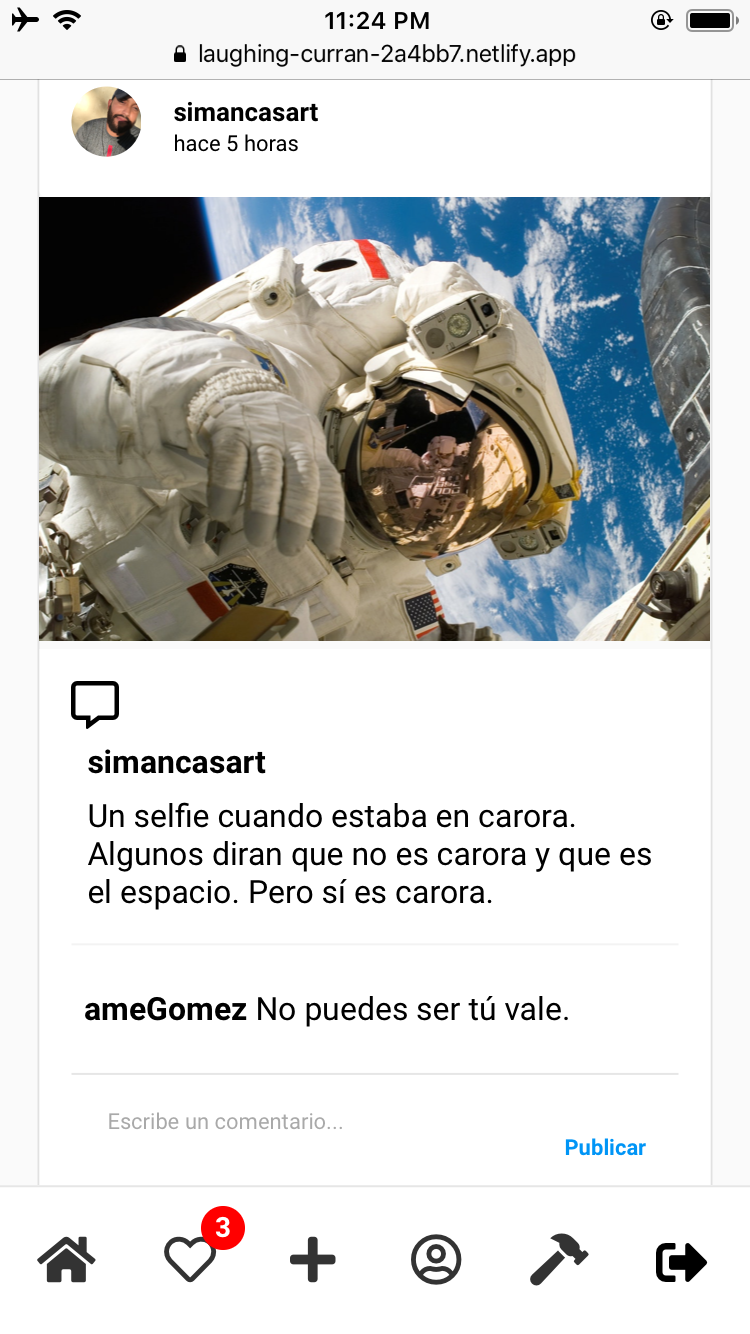 11:24 PM
laughing-curran-2a4bb7.netlify.app
simancasart
hace 5 horas
simancasart
Un selfie cuando estaba en carora.
Algunos diran que no es carora y que es
el espacio. Pero sí es carora.
ameGomez No puedes ser tú vale.
Escribe un comentario...
Publicar
3